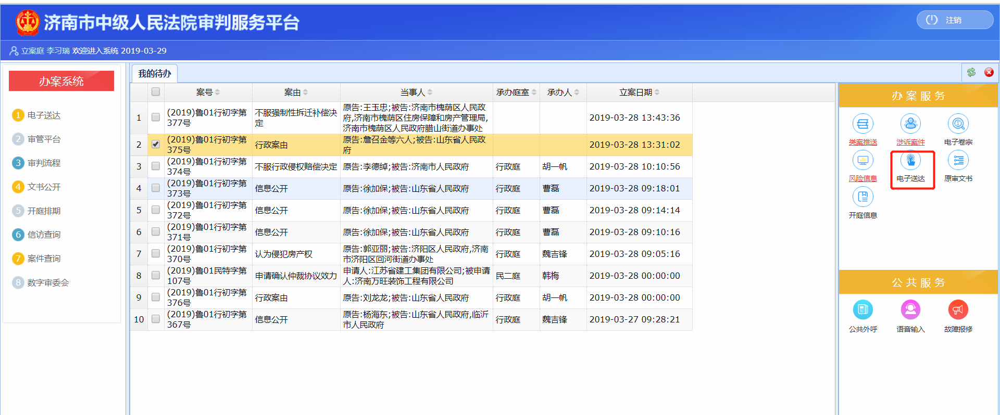 济南市中级人民法院审判服务平台
注销
立案庭 李习瑞 欢迎进入系统 2019-03-29
办案系统
1 电子送达
2 审管平台
3 审判流程
4 文书公开
5 开庭排期
6 信访查询
7 案件查询
8 数字审委会
我的待办
案号 案由 当事人 承办庭室 承办人 立案日期
1 (2019)鲁01行初字第377号 不服强制性拆迁补偿决定 原告:王玉忠;被告:济南市槐荫区人民政府,济南市槐荫区住房保障和房产管理局,济南市槐荫区人民政府腊山街道办事处 2019-03-28 13:43:36
2 (2019)鲁01行初字第375号 行政案由 原告:詹召金等六人;被告:山东省人民政府 2019-03-28 13:31:02
3 (2019)鲁01行初字第374号 不服行政侵权赔偿决定 原告:李德绰;被告:济南市人民政府 行政庭 胡一帆 2019-03-28 10:10:56
4 (2019)鲁01行初字第373号 信息公开 原告:徐加保;被告:山东省人民政府 行政庭 曹磊 2019-03-28 09:18:01
5 (2019)鲁01行初字第372号 信息公开 原告:徐加保;被告:山东省人民政府 行政庭 曹磊 2019-03-28 09:14:14
6 (2019)鲁01行初字第371号 信息公开 原告:徐加保;被告:山东省人民政府 行政庭 曹磊 2019-03-28 09:10:16
7 (2019)鲁01行初字第370号 认为侵犯房产权 原告:郭亚丽;被告:济阳区人民政府,济南市济阳区回河街道办事处 行政庭 魏吉锋 2019-03-28 09:05:16
8 (2019)鲁01民特字第107号 申请确认仲裁协议效力 申请人:江苏省建工集团有限公司;被申请人:济南万旺装饰工程有限公司 民二庭 韩梅 2019-03-28 00:00:00
9 (2019)鲁01行初字第376号 行政案由 原告:刘龙龙;被告:山东省人民政府 行政庭 胡一帆 2019-03-28 00:00:00
10 (2019)鲁01行初字第367号 信息公开 原告:杨海东;被告:山东省人民政府,临沂市人民政府 行政庭 魏吉锋 2019-03-27 09:28:21
办案服务
类案推送 涉诉案件 电子卷宗
风险信息 电子送达 原审文书
开庭信息
公共服务
公共外呼 语音输入 故障报修